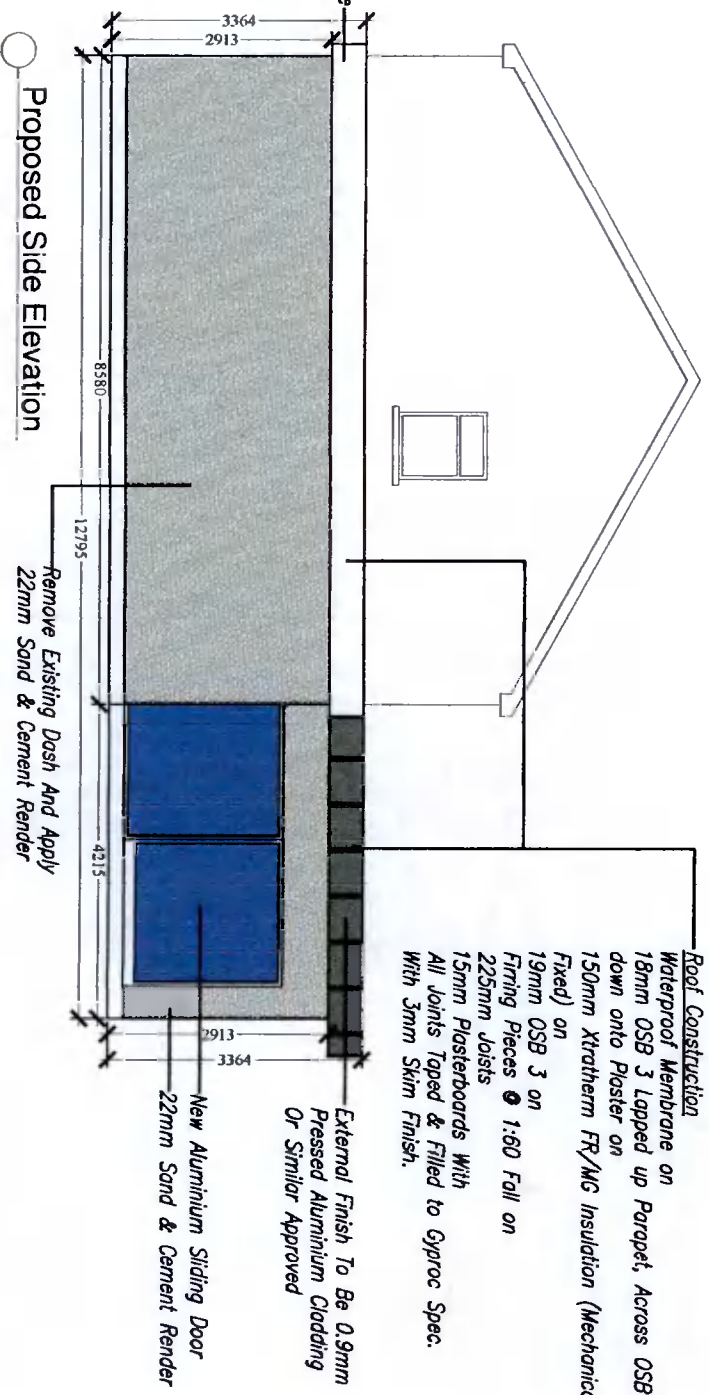 Roof Construction
Waterproof Membrane on
18mm OSB 3 Lapped up Parapet, Across OSB
down onto Plaster on
150mm Xtratherm FR/MG Insulation (Mechanica
Fixed) on
19mm OSB 3 on
Firring Pieces @ 1:60 Fall on
225mm Joists
15mm Plasterboards With
All Joints Taped & Filled to Gyproc Spec.
With 3mm Skim Finish.
External Finish To Be 0.9mm
Pressed Aluminium Cladding
Or Similar Approved
New Aluminium Sliding Door
22mm Sand & Cement Render
3364
2913
2913
3364
8580
4215
12795
Remove Existing Dash And Apply
22mm Sand & Cement Render
Proposed Side Elevation